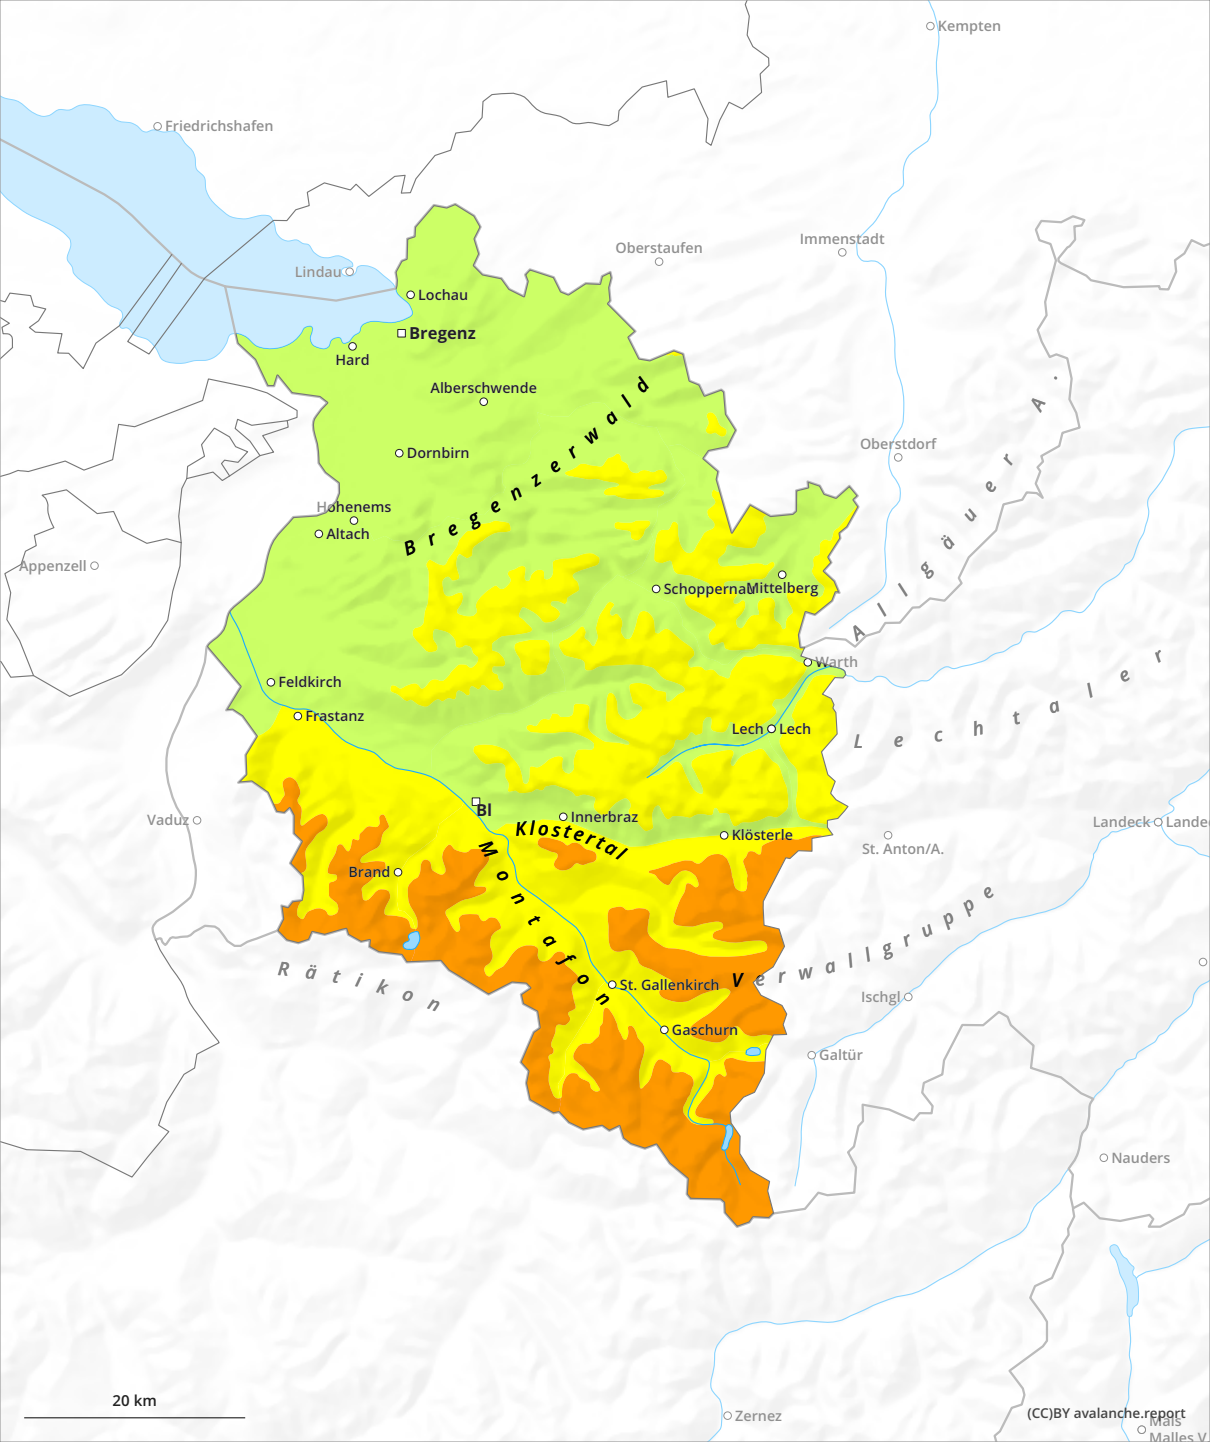 Kempten
Friedrichshafen
Immenstadt
Oberstaufen
Lindau
Lochau
Bregenz
Hard
Alberschwende
Bregenzerwald
Allgäuer A.
Oberstdorf
Dornbirn
Hohenems
Altach
Appenzell
Schoppernau
Mittelberg
Warth
Lechtaler
Feldkirch
Frastanz
Lech
Lech
Bl
Innerbraz
Klostertal
Klösterle
Vaduz
Landeck
St. Anton/A.
Brand
Montafon
Verwallgruppe
Rätikon
St. Gallenkirch
Ischgl
Gaschurn
Galtür
Nauders
20 km
Zernez
(CC)BY avalanche.report
Mals
Malles V